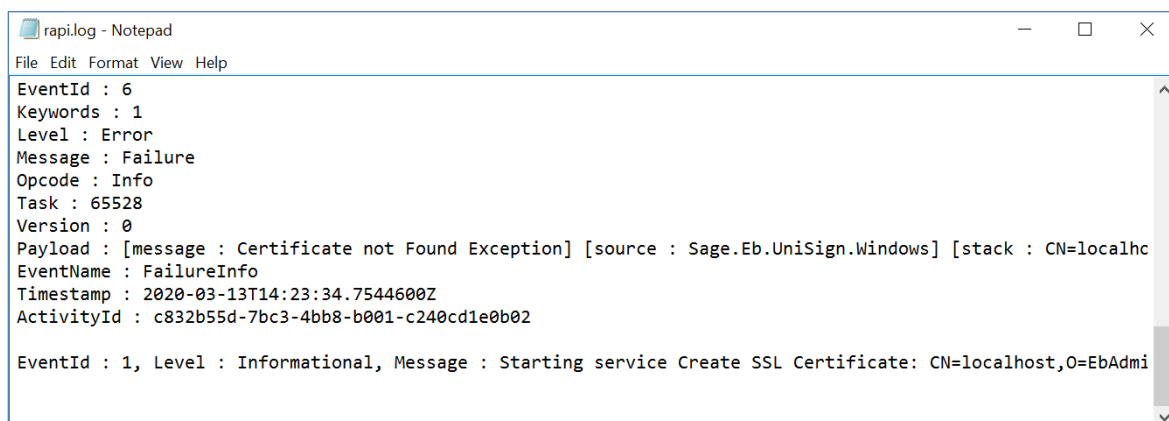 rapi.log - Notepad
File Edit Format View Help
EventId : 6
Keywords : 1
Level : Error
Message : Failure
Opcode : Info
Task : 65528
Version : 0
Payload : [message : Certificate not Found Exception] [source : Sage.Eb.UniSign.Windows] [stack : CN=localhc
EventName : FailureInfo
Timestamp : 2020-03-13T14:23:34.7544600Z
ActivityId : c832b55d-7bc3-4bb8-b001-c240cd1e0b02
EventId : 1, Level : Informational, Message : Starting service Create SSL Certificate: CN=localhost,O=EbAdmi